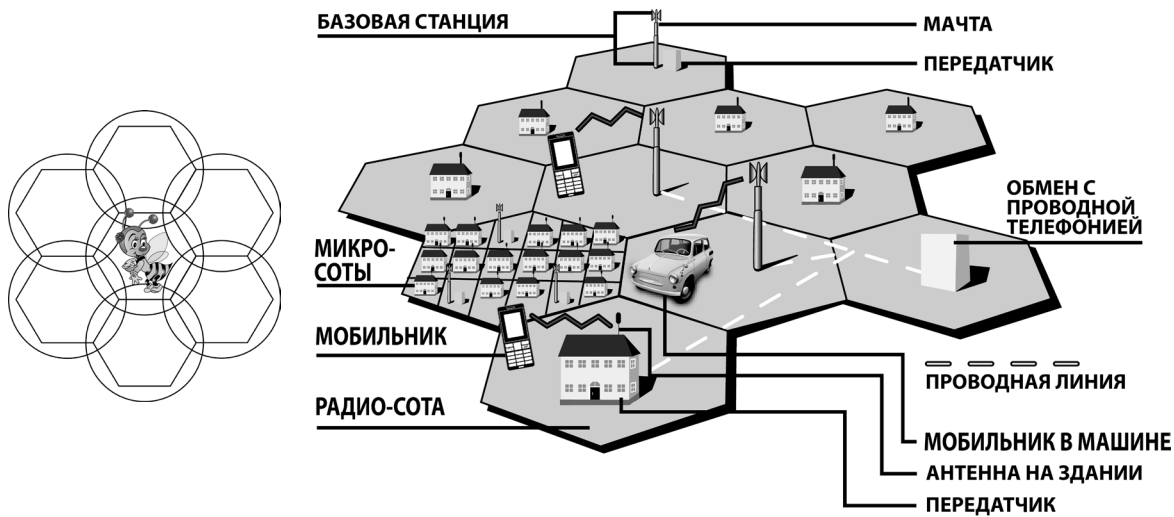 БАЗОВАЯ СТАНЦИЯ
МАЧТА
ПЕРЕДАТЧИК
ОБМЕН С
ПРОВОДНОЙ
ТЕЛЕФОНИЕЙ
МИКРО-
СОТЫ
МОБИЛЬНИК
РАДИО-СОТА
ПРОВОДНАЯ ЛИНИЯ
МОБИЛЬНИК В МАШИНЕ
АНТЕННА НА ЗДАНИИ
ПЕРЕДАТЧИК